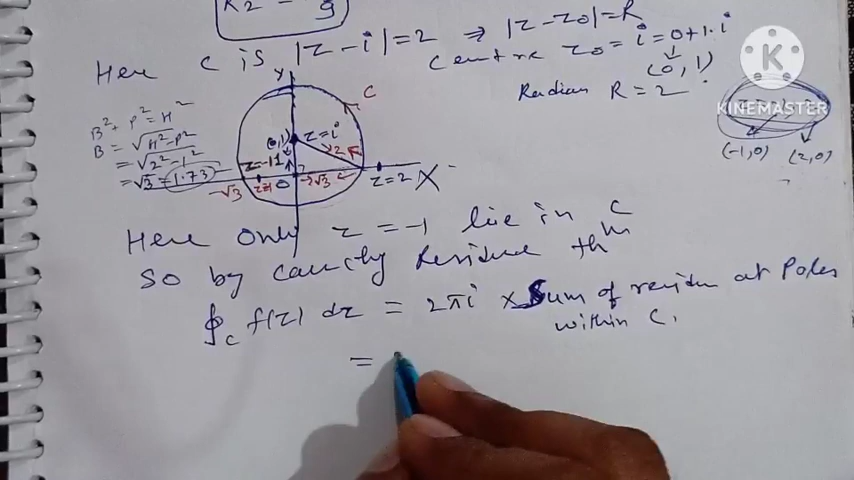 R2 = 9
Here C is |z-i|=2 ⇒ |z-z0|=R
Centre z0 = i = 0+1.i
(0,1)
Radius R = 2
KINEMASTER
(-1,0) (2,0)
B²+P²=H²
B = √H²-P²
= √2²-1²
= √3 = 1.73
Y
C
(0,1) z=i
2
z=-1
1
-√3 0 √3 z=2 X
Here only z = -1 lie in C
So by cauchy Residue thm
∮c f(z) dz = 2πi × Sum of residu at Poles
within C.
=